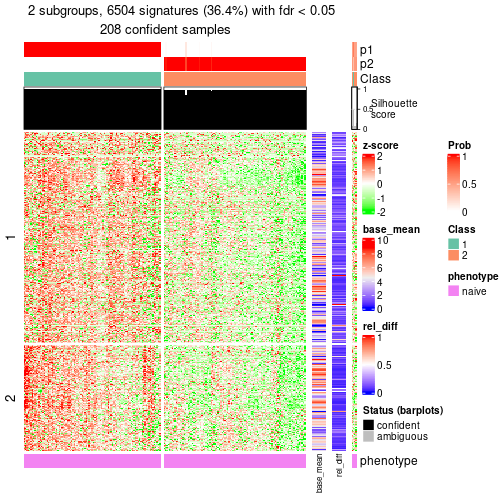 2 subgroups, 6504 signatures (36.4%) with fdr < 0.05
208 confident samples
p1
p2
Class
1
0.5
0
Silhouette
score
1
2
base_mean
rel_diff
phenotype
z-score
2
1
0
-1
-2
base_mean
10
8
6
4
2
0
rel_diff
1
0.5
0
Status (barplots)
confident
ambiguous
Prob
1
0.5
0
Class
1
2
phenotype
naive